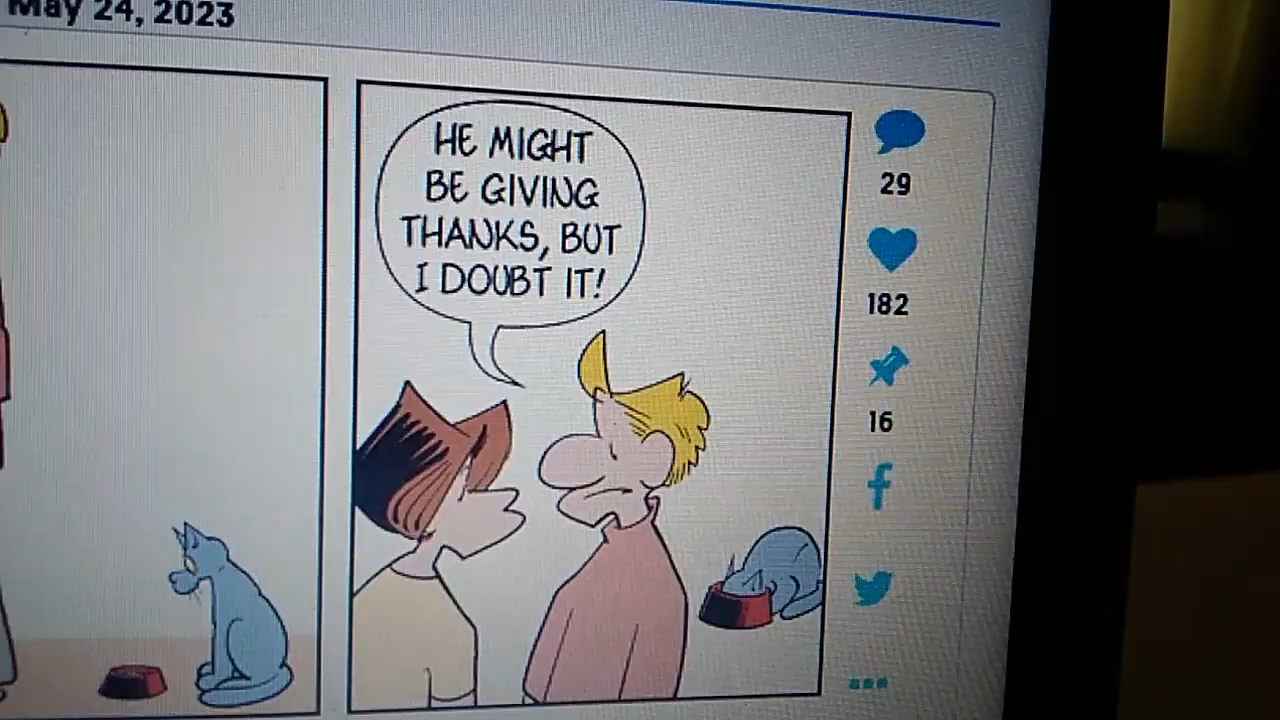 May 24, 2023
HE MIGHT
BE GIVING
THANKS, BUT
I DOUBT IT!
29
182
16